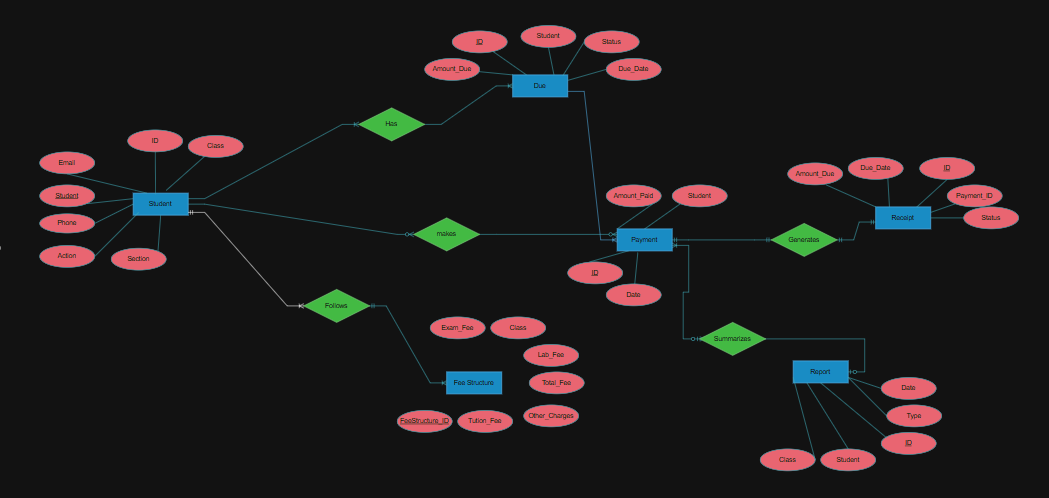 ID
Student
Status
Amount_Due
Due_Date
Due
Has
ID
Class
Email
Student
Phone
Action
Section
Student
makes
Amount_Paid
Student
Payment
ID
Date
Generates
Amount_Due
Due_Date
ID
Payment_ID
Status
Receipt
Follows
Exam_Fee
Class
Lab_Fee
Total_Fee
Other_Charges
Fee Structure
FeeStructure_ID
Tution_Fee
Summarizes
Report
Date
Type
ID
Class
Student